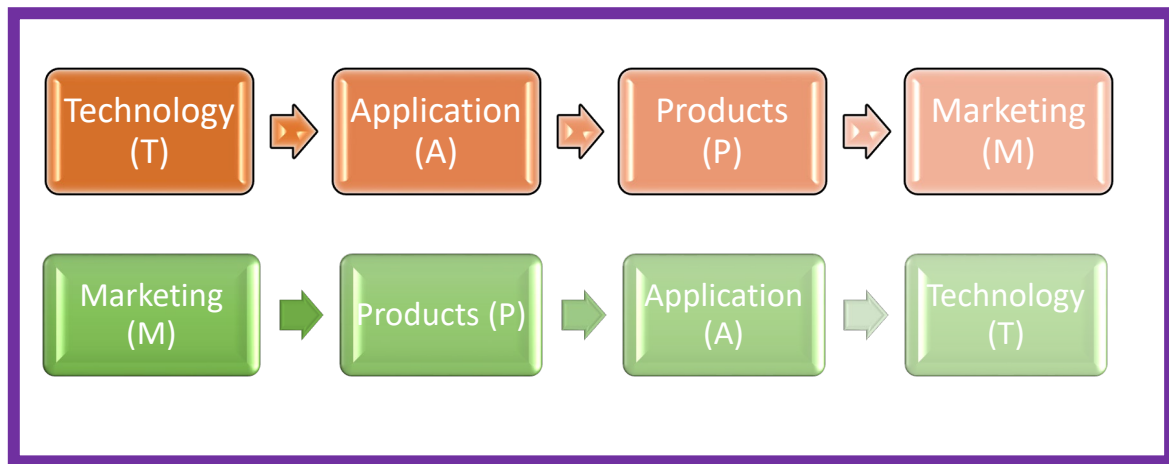 Technology
(T)
Application
(A)
Products
(P)
Marketing
(M)
Marketing
(M)
Products (P)
Application
(A)
Technology
(T)